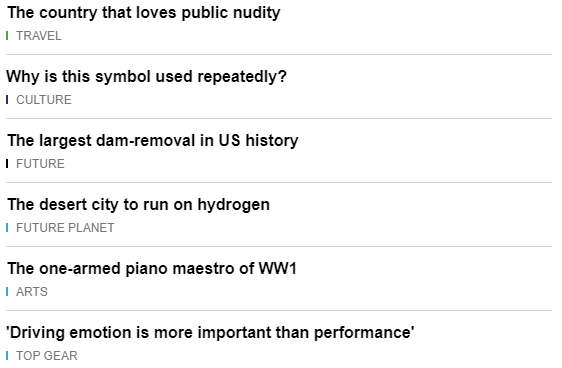 The country that loves public nudity
TRAVEL
Why is this symbol used repeatedly?
CULTURE
The largest dam-removal in US history
FUTURE
The desert city to run on hydrogen
FUTURE PLANET
The one-armed piano maestro of WW1
ARTS
'Driving emotion is more important than performance'
TOP GEAR